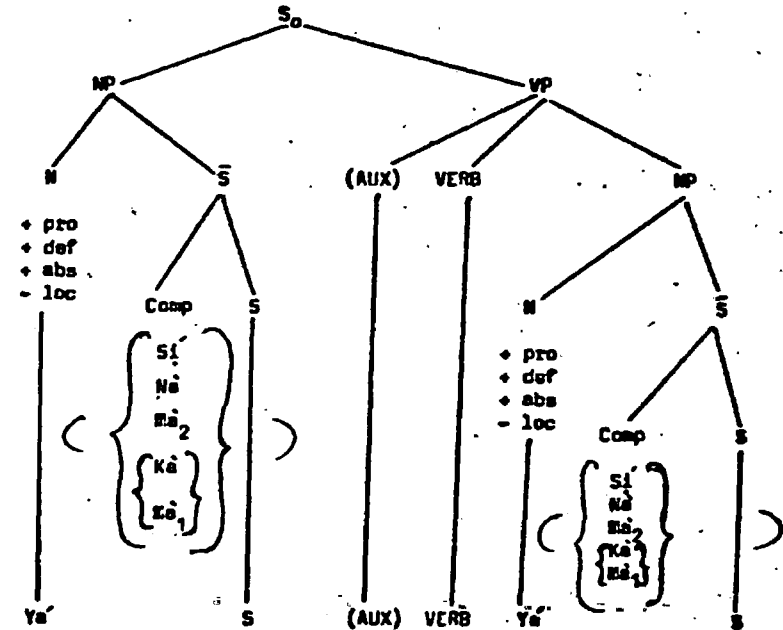 S₀
NP VP
N S̄ (AUX) VERB NP
+ pro
+ def
+ abs
- loc
Comp S N S̄
Sí
Nà
Mà₂
Kà
Mà₁
+ pro
+ def
+ abs
- loc
Comp S
Sí
Nà
Mà₂
Kà
Mà₁
Ya´ S (AUX) VERB Ya´ S